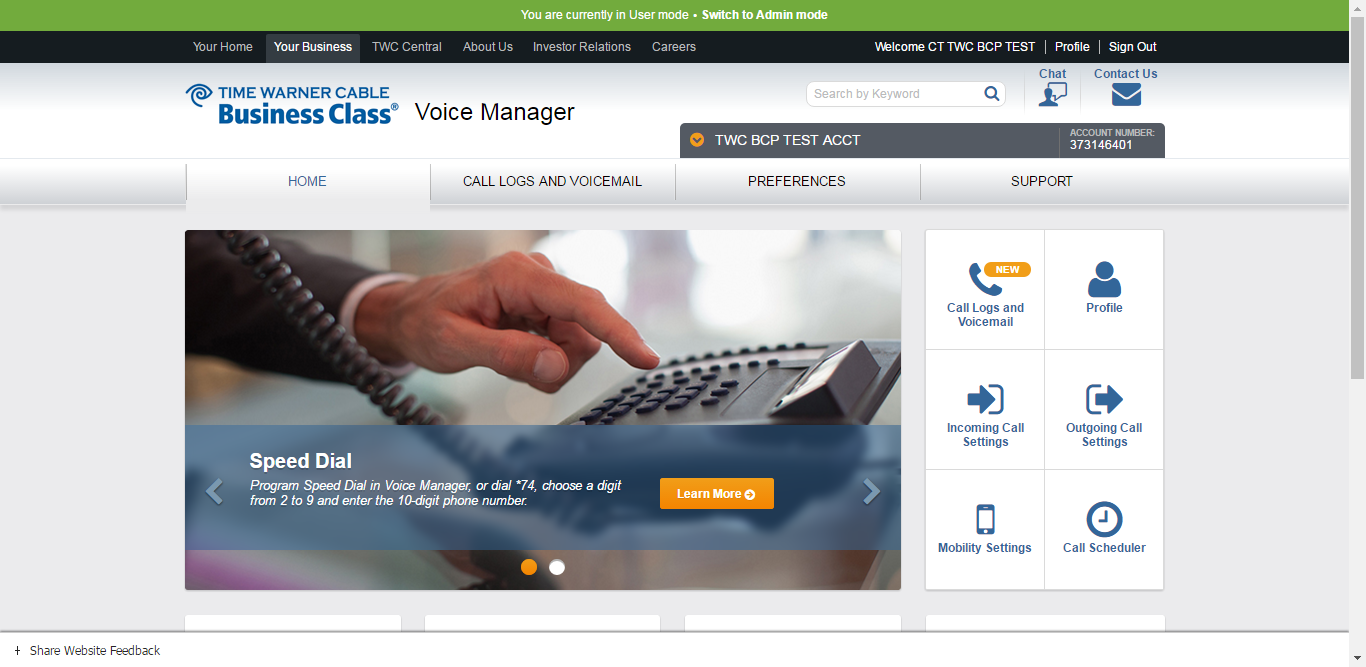 You are currently in User mode • Switch to Admin mode
Your Home Your Business TWC Central About Us Investor Relations Careers Welcome CT TWC BCP TEST Profile Sign Out
Chat Contact Us
TIME WARNER CABLE
Business Class® Voice Manager
Search by Keyword
TWC BCP TEST ACCT
ACCOUNT NUMBER:
373146401
HOME CALL LOGS AND VOICEMAIL PREFERENCES SUPPORT
Speed Dial
Program Speed Dial in Voice Manager, or dial *74, choose a digit
from 2 to 9 and enter the 10-digit phone number.
Learn More
NEW
Call Logs and
Voicemail
Profile
Incoming Call
Settings
Outgoing Call
Settings
Mobility Settings
Call Scheduler
+ Share Website Feedback